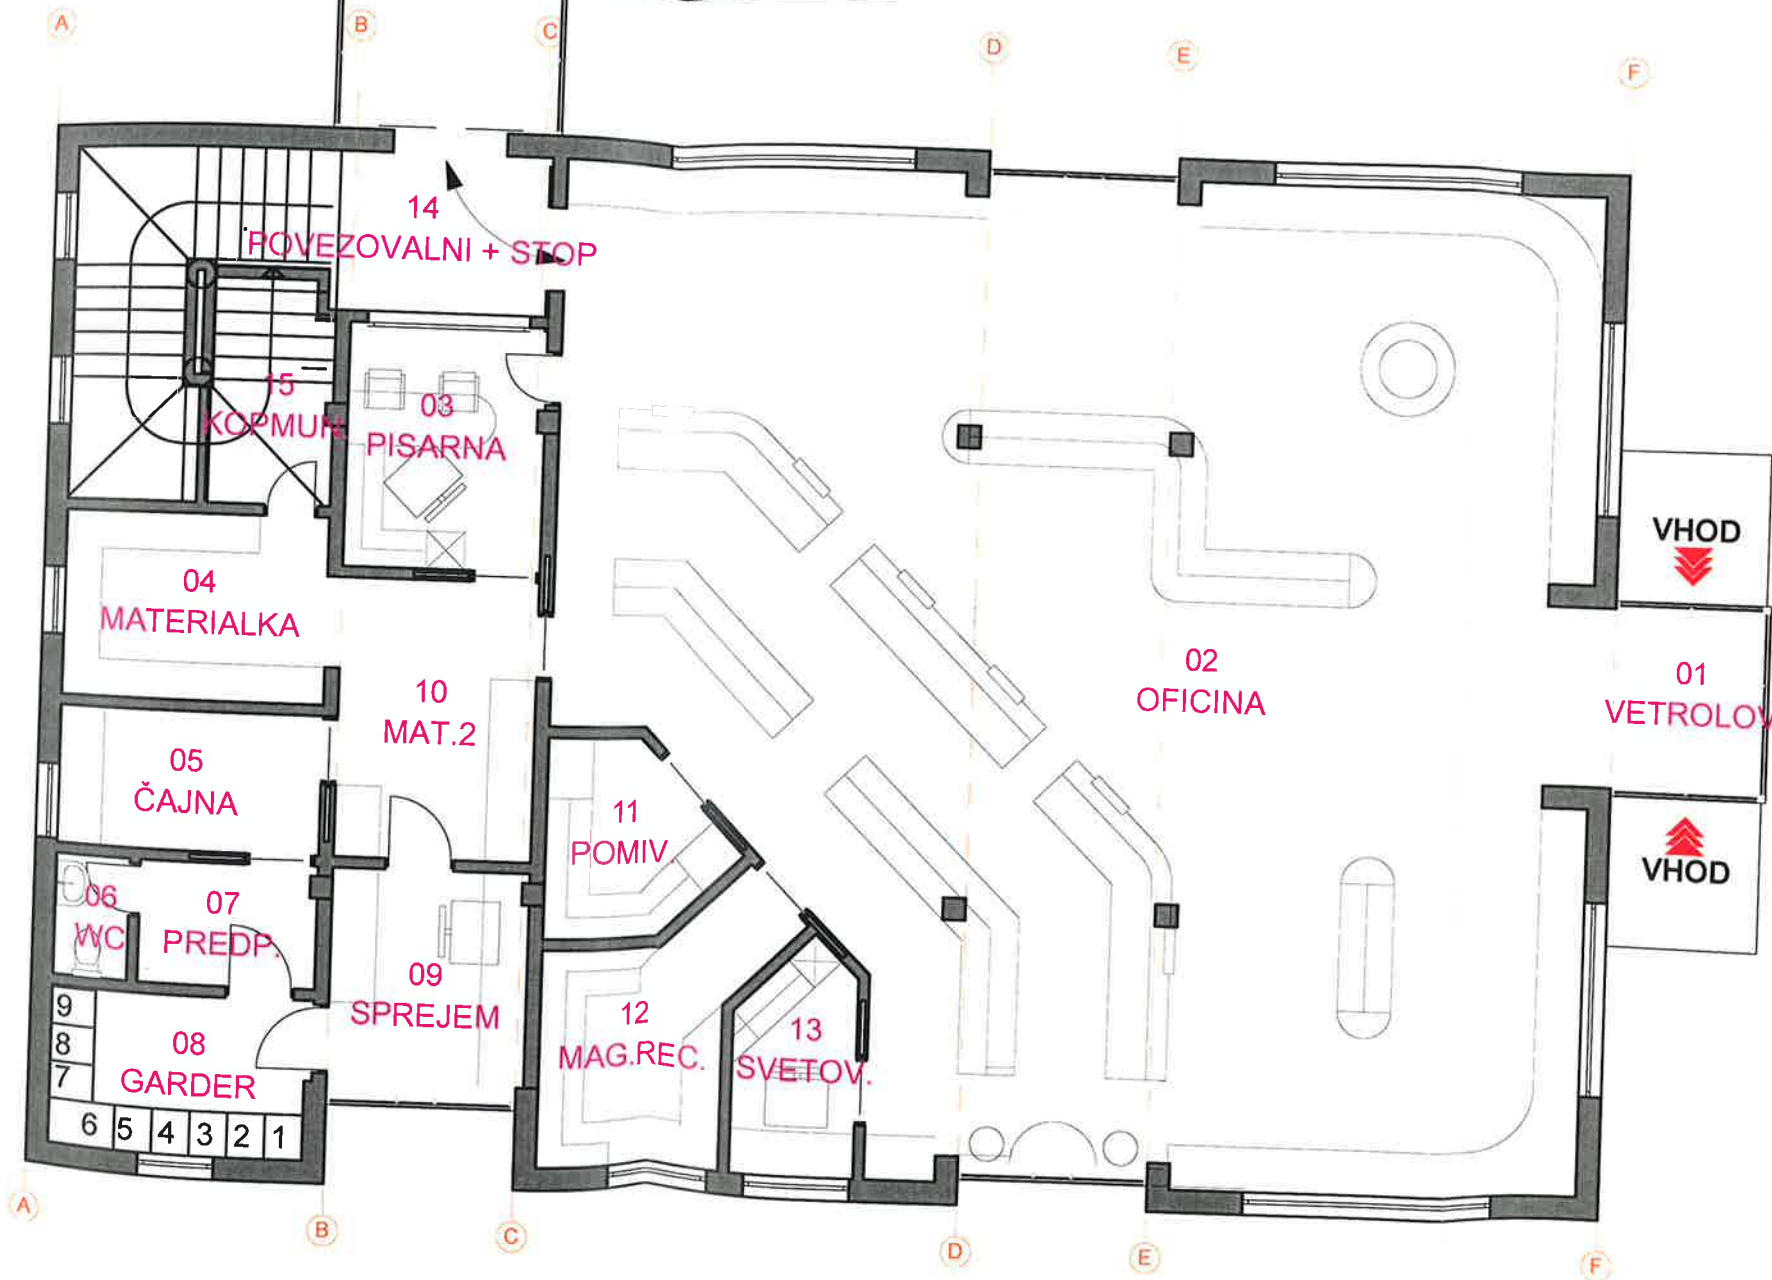 A
B
C
D
E
F
14
POVEZOVALNI + STOP
15
KOPMUN
03
PISARNA
VHOD
04
MATERIALKA
02
OFICINA
01
VETROLOV
10
MAT.2
05
ČAJNA
11
POMIV.
VHOD
06
WC
07
PREDP.
09
SPREJEM
12
MAG.REC.
13
SVETOV.
08
GARDER
9
8
7
6 5 4 3 2 1
A
B
C
D
E
F